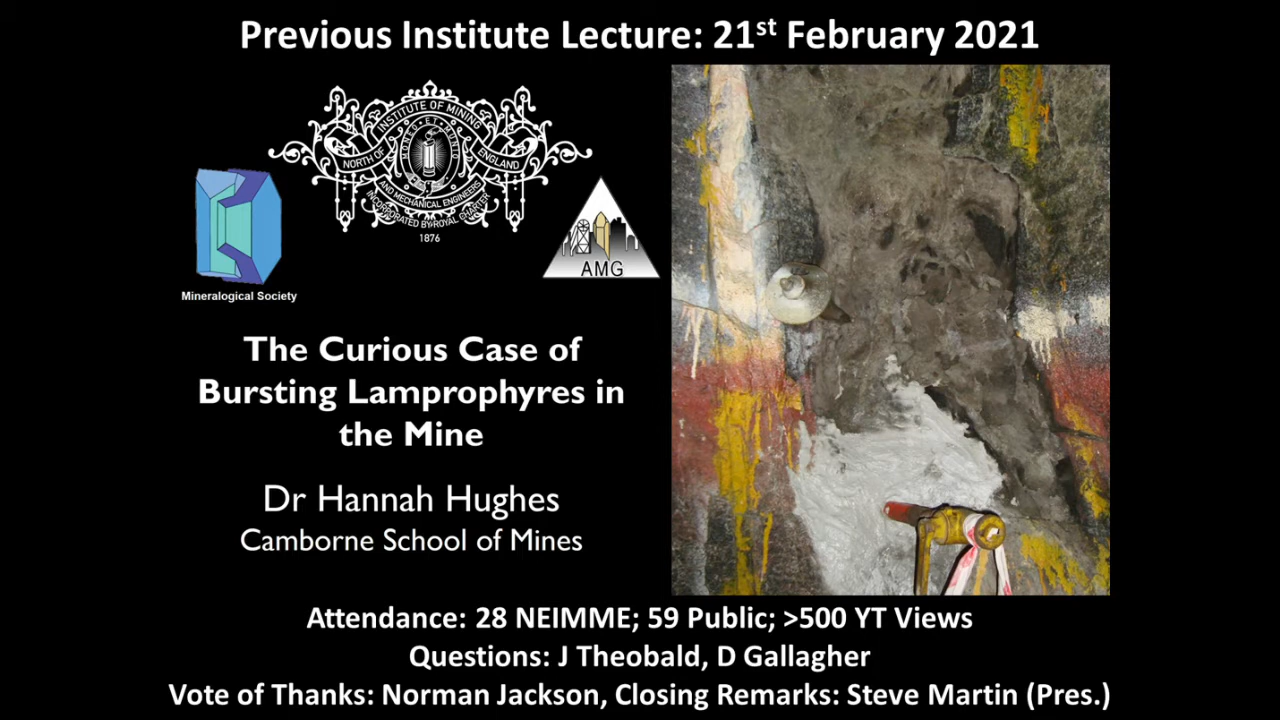 Previous Institute Lecture: 21st February 2021
INSTITUTE OF MINING
NORTH OF
ENGLAND
AND MECHANICAL ENGINEERS
INCORPORATED BY ROYAL CHARTER
1876
AMG
Mineralogical Society
The Curious Case of
Bursting Lamprophyres in
the Mine
Dr Hannah Hughes
Camborne School of Mines
Attendance: 28 NEIMME; 59 Public; >500 YT Views
Questions: J Theobald, D Gallagher
Vote of Thanks: Norman Jackson, Closing Remarks: Steve Martin (Pres.)